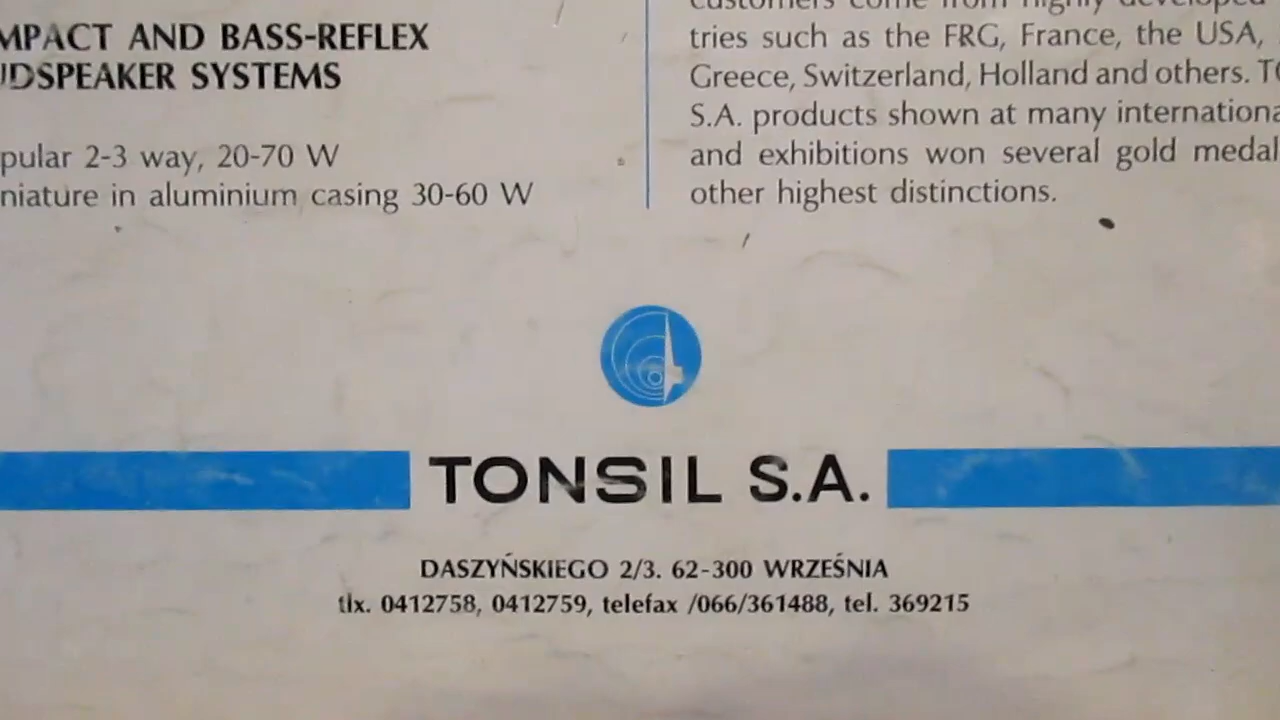 MPACT AND BASS-REFLEX
DSPEAKER SYSTEMS
pular 2-3 way, 20-70 W
niature in aluminium casing 30-60 W
customers come from highly developed
tries such as the FRG, France, the USA,
Greece, Switzerland, Holland and others. TO
S.A. products shown at many internationa
and exhibitions won several gold medal
other highest distinctions.
TONSIL S.A.
DASZYŃSKIEGO 2/3. 62-300 WRZEŚNIA
tlx. 0412758, 0412759, telefax /066/361488, tel. 369215